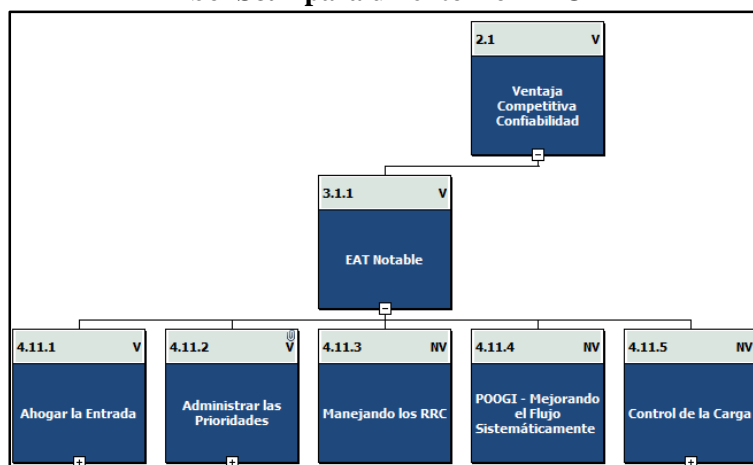 2.1 V
Ventaja
Competitiva
Confiabilidad
3.1.1 V
EAT Notable
4.11.1 V
Ahogar la Entrada
4.11.2 V
Administrar las
Prioridades
4.11.3 NV
Manejando los RRC
4.11.4 NV
POOGI - Mejorando
el Flujo
Sistemáticamente
4.11.5 NV
Control de la Carga